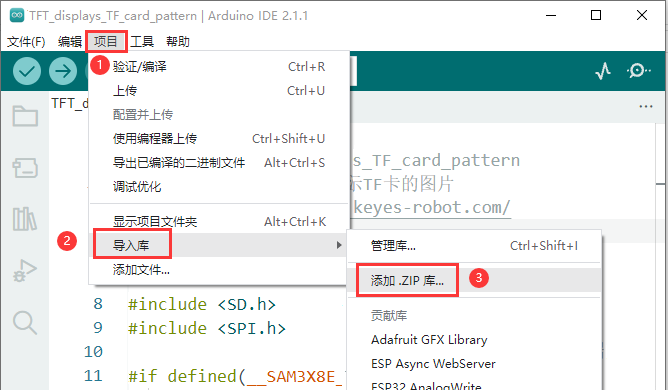 TFT_displays_TF_card_pattern | Arduino IDE 2.1.1
文件(F) 编辑 项目 工具 帮助
1
验证/编译 Ctrl+R
上传 Ctrl+U
配置并上传
TFT_d
使用编程器上传 Ctrl+Shift+U
导出已编译的二进制文件 Alt+Ctrl+S
s_TF_card_pattern
调试优化
示TF卡的图片
keyes-robot.com/
显示项目文件夹 Alt+Ctrl+K
2
导入库
管理库... Ctrl+Shift+I
添加文件...
添加 .ZIP 库...
3
8 #include <SD.h>
贡献库
9 #include <SPI.h>
Adafruit GFX Library
10
ESP Async WebServer
11 #if defined(__SAM3X8E_
ESP32 AnalogWrite